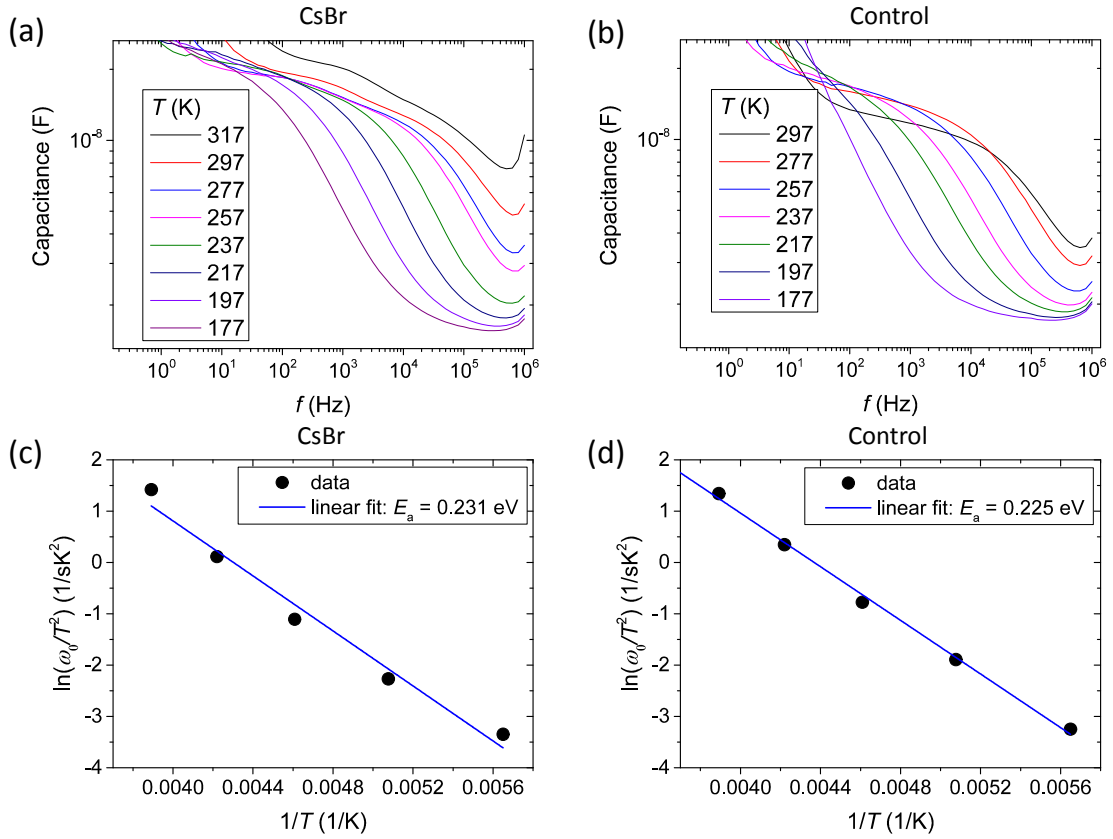 CsBr
Control
(a)
(b)
Capacitance (F)
10⁻⁸
T (K)
317
297
277
257
237
217
197
177
10⁰ 10¹ 10² 10³ 10⁴ 10⁵ 10⁶
f (Hz)
Capacitance (F)
10⁻⁸
T (K)
297
277
257
237
217
197
177
10⁰ 10¹ 10² 10³ 10⁴ 10⁵ 10⁶
f (Hz)
CsBr
Control
(c)
(d)
ln(ω₀/T²) (1/sK²)
2
1
0
-1
-2
-3
-4
data
linear fit: Eₐ = 0.231 eV
0.0040 0.0044 0.0048 0.0052 0.0056
1/T (1/K)
ln(ω₀/T²) (1/sK²)
2
1
0
-1
-2
-3
-4
data
linear fit: Eₐ = 0.225 eV
0.0040 0.0044 0.0048 0.0052 0.0056
1/T (1/K)